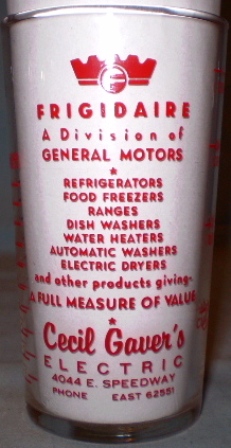 FRIGIDAIRE
A Division of
GENERAL MOTORS
REFRIGERATORS
FOOD FREEZERS
RANGES
DISH WASHERS
WATER HEATERS
AUTOMATIC WASHERS
ELECTRIC DRYERS
and other products giving-
A FULL MEASURE OF VALUE
Cecil Gaver's
ELECTRIC
4044 E. SPEEDWAY
PHONE EAST 62551